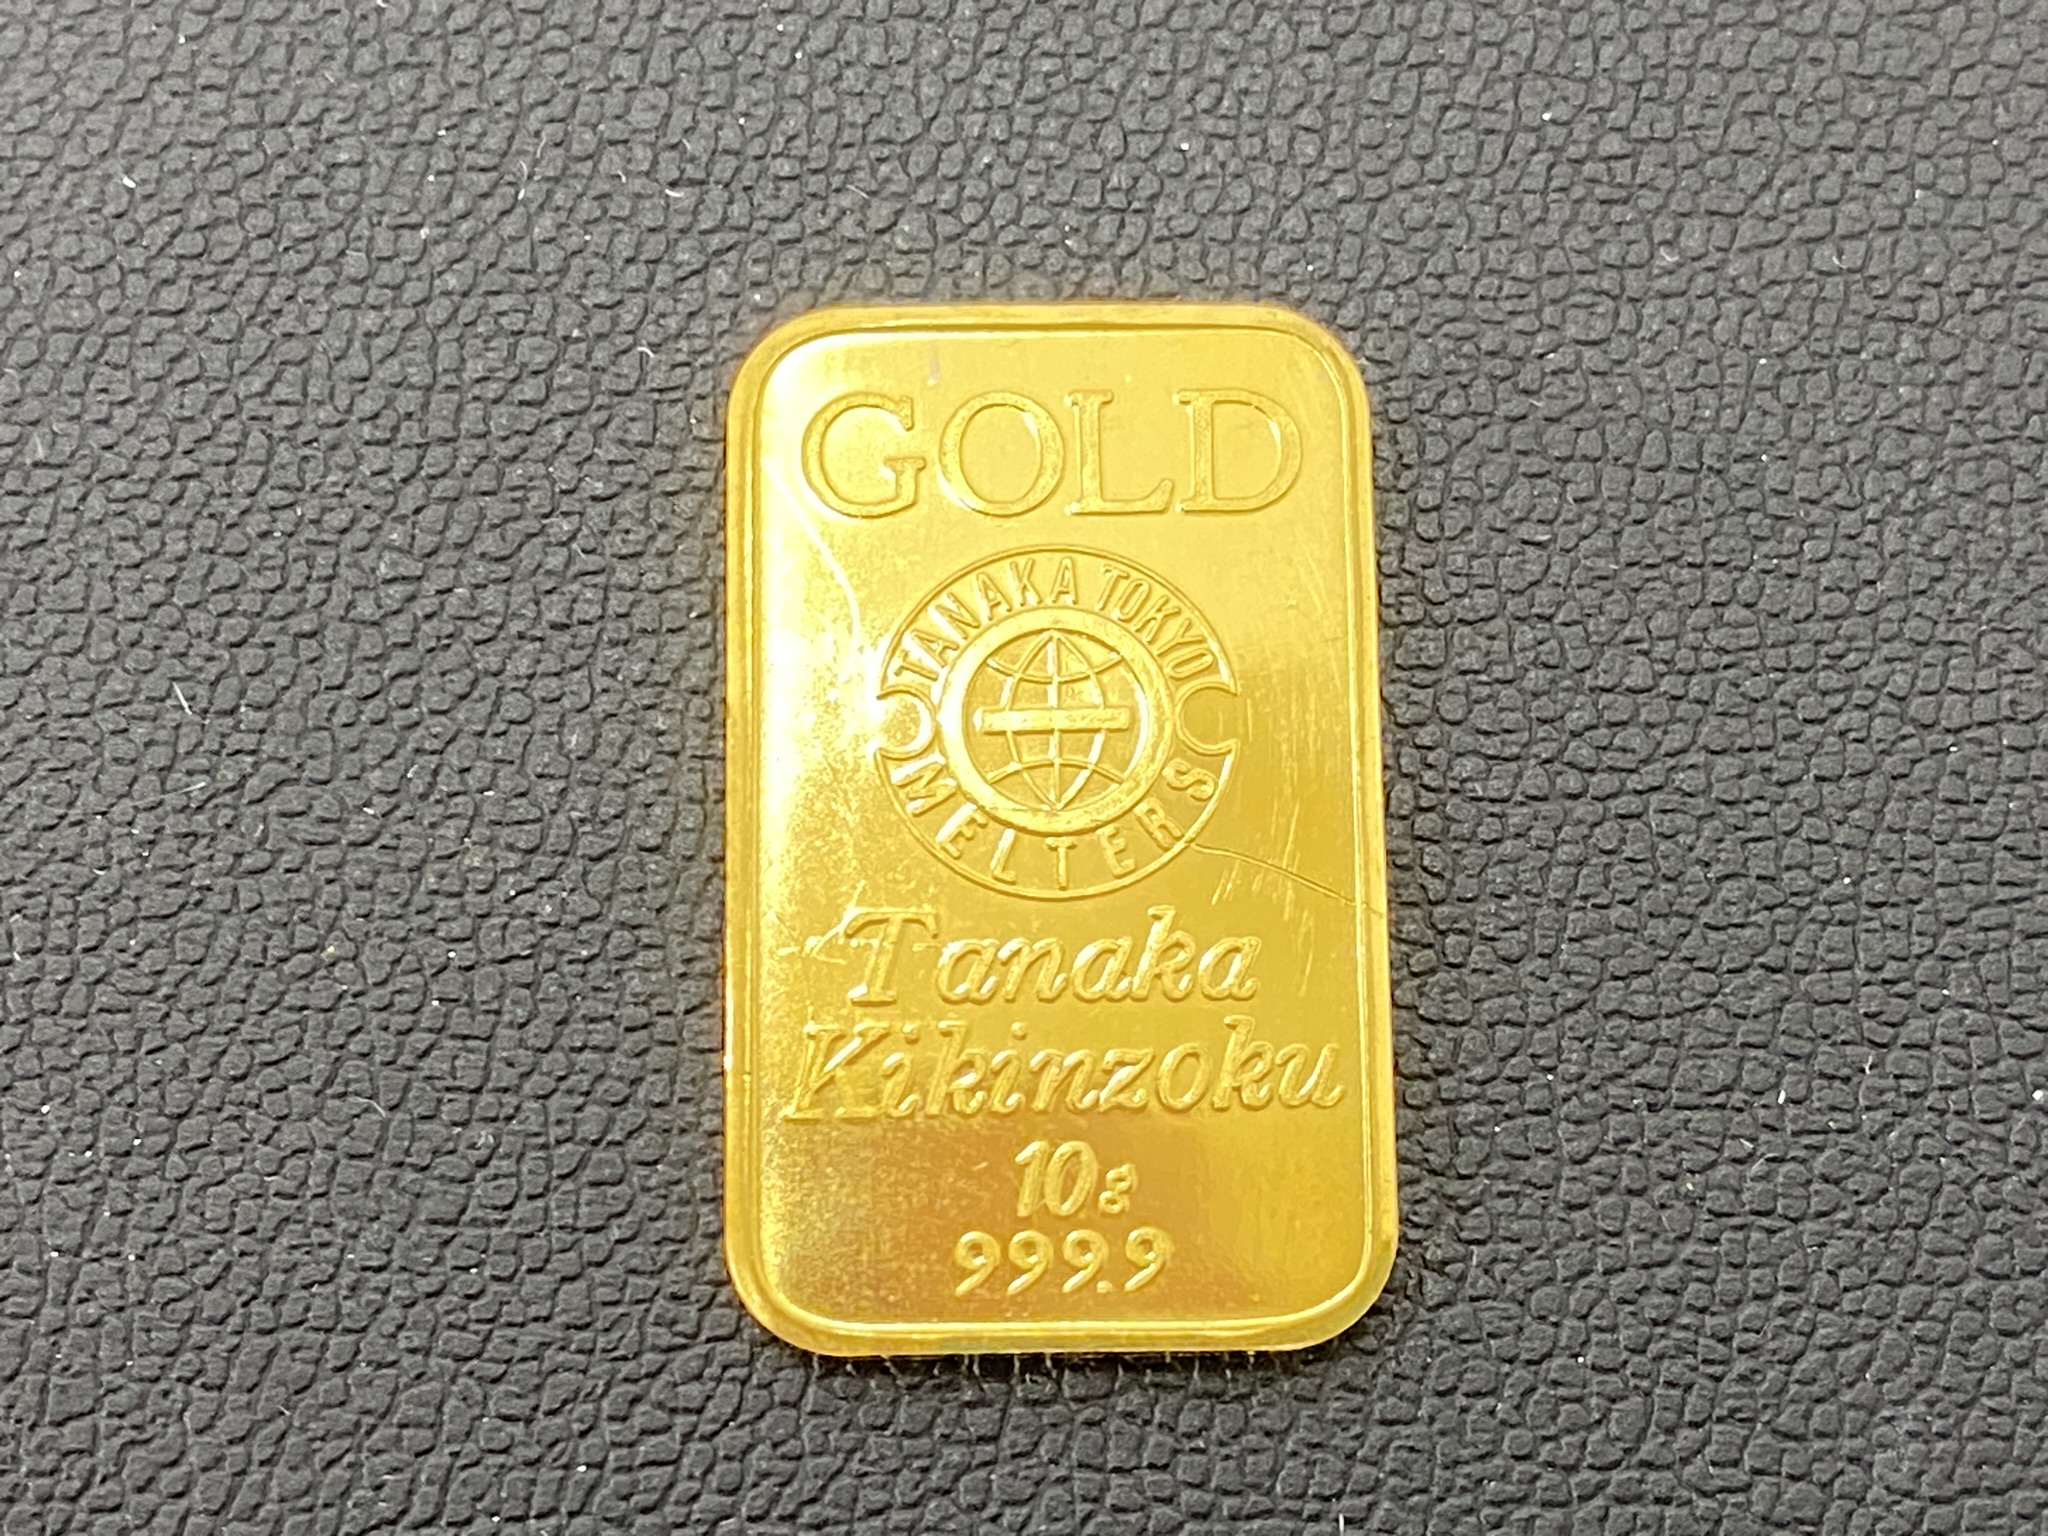 GOLD
TANAKA TOKYO
MELTERS
Tanaka
Kikinzoku
10g
999.9